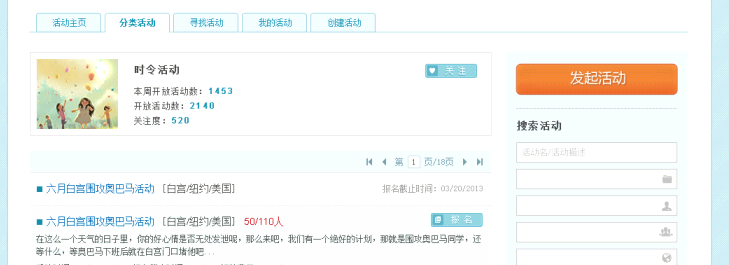 活动主页 分类活动 寻找活动 我的活动 创建活动
时令活动
关注
本周开放活动数：1453
开放活动数：2140
关注度：520
发起活动
搜索活动
活动名/活动描述
第 1 页/18页
六月白宫围攻奥巴马活动 [白宫/纽约/美国] 报名截止时间：03/20/2013
六月白宫围攻奥巴马活动 [白宫/纽约/美国] 50/110人 报名
在这么一个天气的日子里，你的好心情是否无处发泄呢，那么来吧，我们有一个绝好的计划，那就是围攻奥巴马同学，还
等什么，等奥巴马下班后就在白宫门口堵他吧...